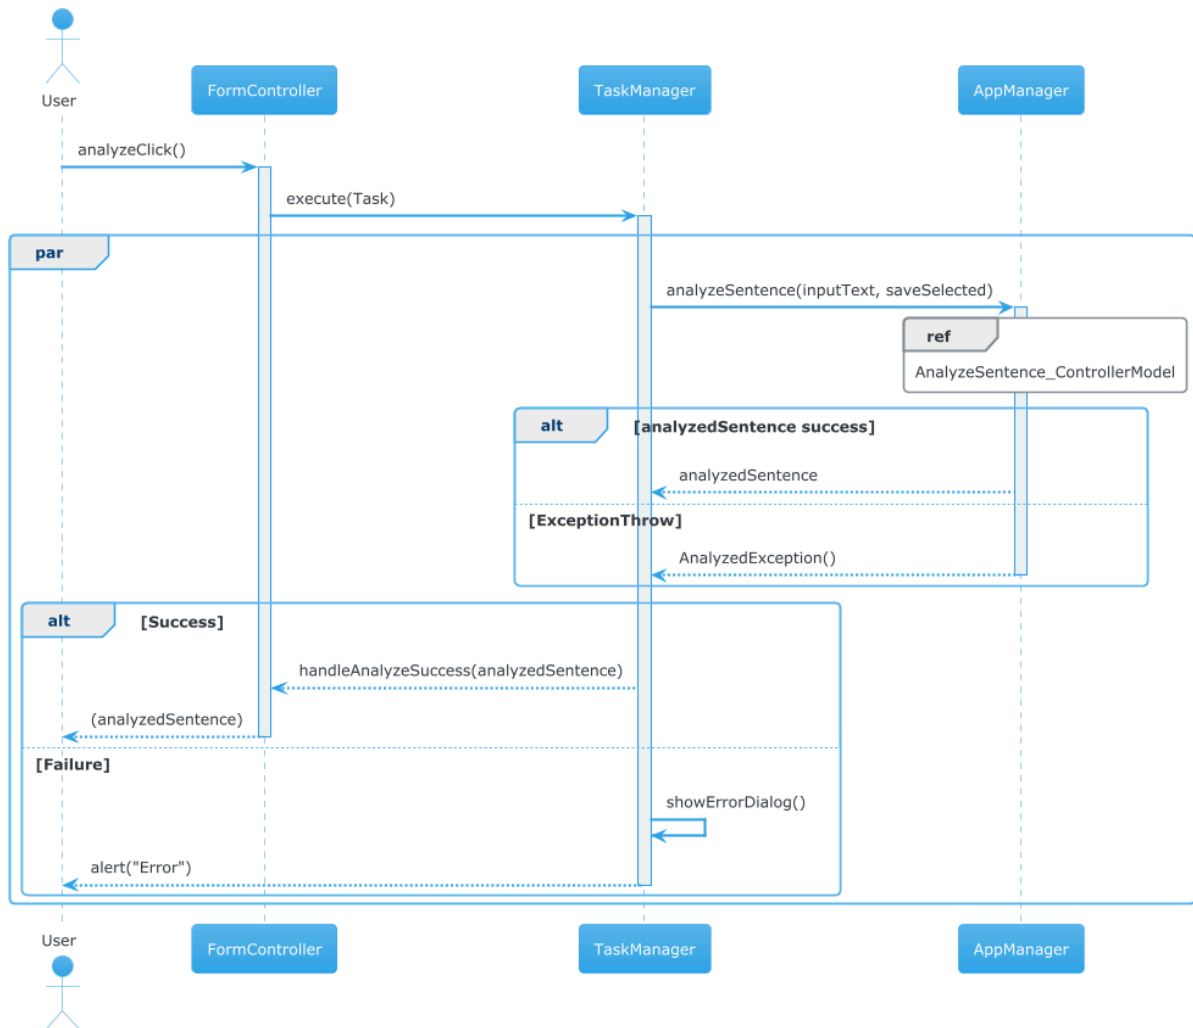 User
FormController
TaskManager
AppManager
analyzeClick()
execute(Task)
par
analyzeSentence(inputText, saveSelected)
ref
AnalyzeSentence_ControllerModel
alt
[analyzedSentence success]
analyzedSentence
[ExceptionThrow]
AnalyzedException()
alt
[Success]
handleAnalyzeSuccess(analyzedSentence)
(analyzedSentence)
[Failure]
showErrorDialog()
alert("Error")
User
FormController
TaskManager
AppManager